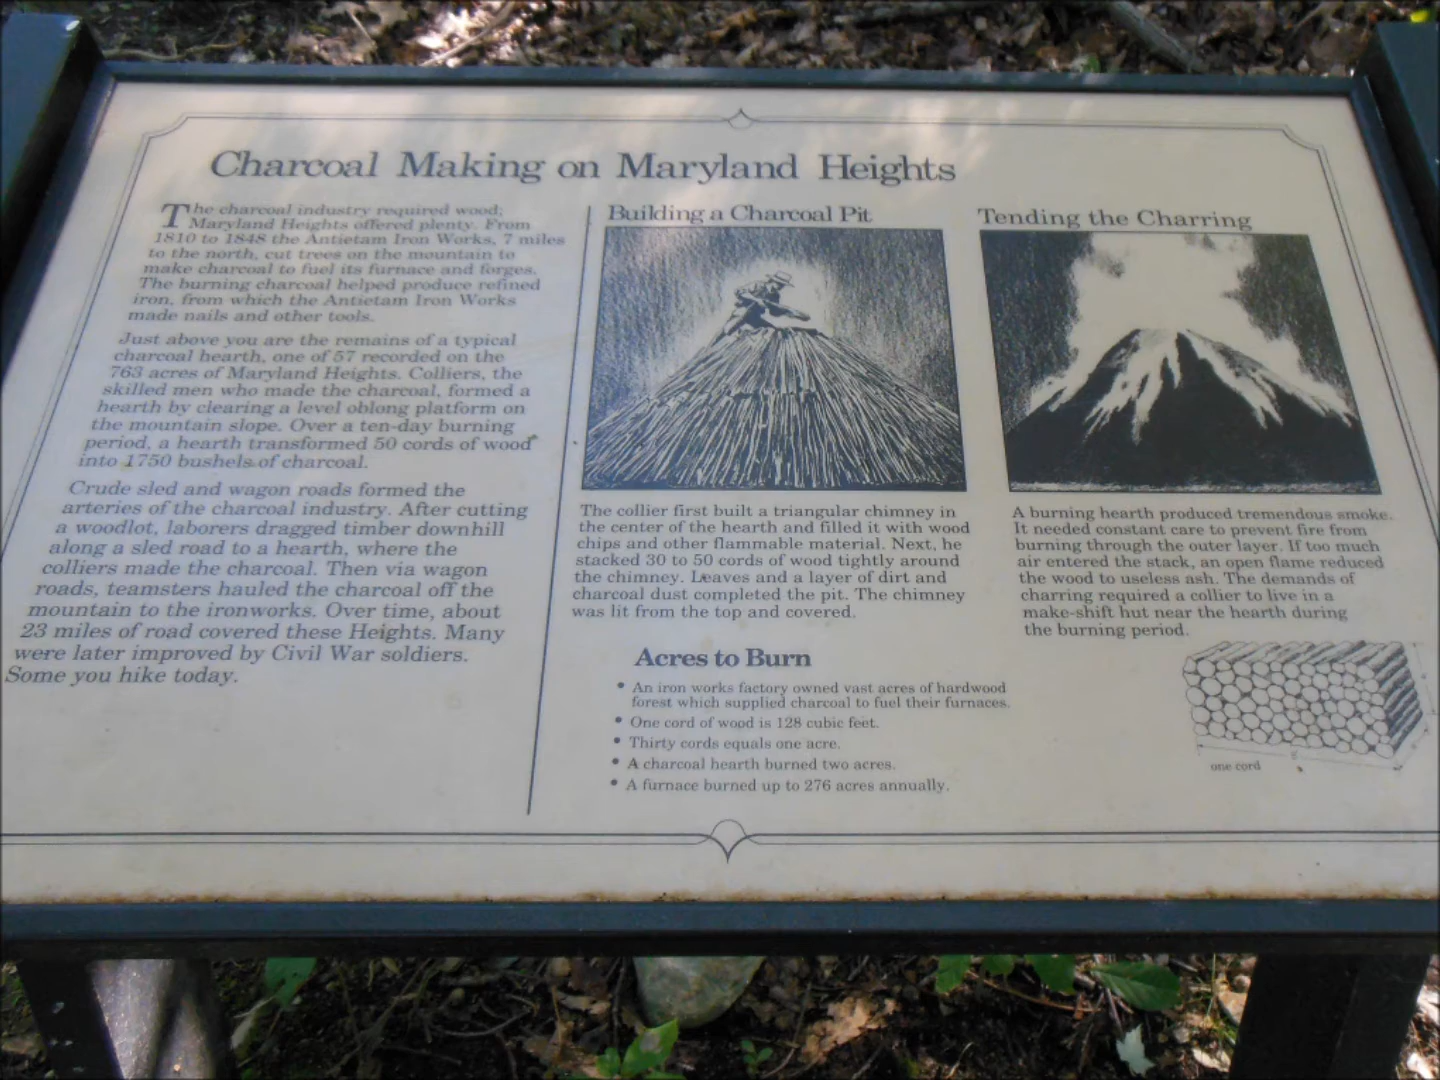 Charcoal Making on Maryland Heights
The charcoal industry required wood;
Maryland Heights offered plenty. From
1810 to 1848 the Antietam Iron Works, 7 miles
to the north, cut trees on the mountain to
make charcoal to fuel its furnace and forges.
The burning charcoal helped produce refined
iron, from which the Antietam Iron Works
made nails and other tools.
Just above you are the remains of a typical
charcoal hearth, one of 57 recorded on the
763 acres of Maryland Heights. Colliers, the
skilled men who made the charcoal, formed a
hearth by clearing a level oblong platform on
the mountain slope. Over a ten-day burning
period, a hearth transformed 50 cords of wood
into 1750 bushels of charcoal.
Crude sled and wagon roads formed the
arteries of the charcoal industry. After cutting
a woodlot, laborers dragged timber downhill
along a sled road to a hearth, where the
colliers made the charcoal. Then via wagon
roads, teamsters hauled the charcoal off the
mountain to the ironworks. Over time, about
23 miles of road covered these Heights. Many
were later improved by Civil War soldiers.
Some you hike today.
Building a Charcoal Pit
The collier first built a triangular chimney in
the center of the hearth and filled it with wood
chips and other flammable material. Next, he
stacked 30 to 50 cords of wood tightly around
the chimney. Leaves and a layer of dirt and
charcoal dust completed the pit. The chimney
was lit from the top and covered.
Tending the Charring
A burning hearth produced tremendous smoke.
It needed constant care to prevent fire from
burning through the outer layer. If too much
air entered the stack, an open flame reduced
the wood to useless ash. The demands of
charring required a collier to live in a
make-shift hut near the hearth during
the burning period.
Acres to Burn
• An iron works factory owned vast acres of hardwood
forest which supplied charcoal to fuel their furnaces.
• One cord of wood is 128 cubic feet.
• Thirty cords equals one acre.
• A charcoal hearth burned two acres.
• A furnace burned up to 276 acres annually.
one cord